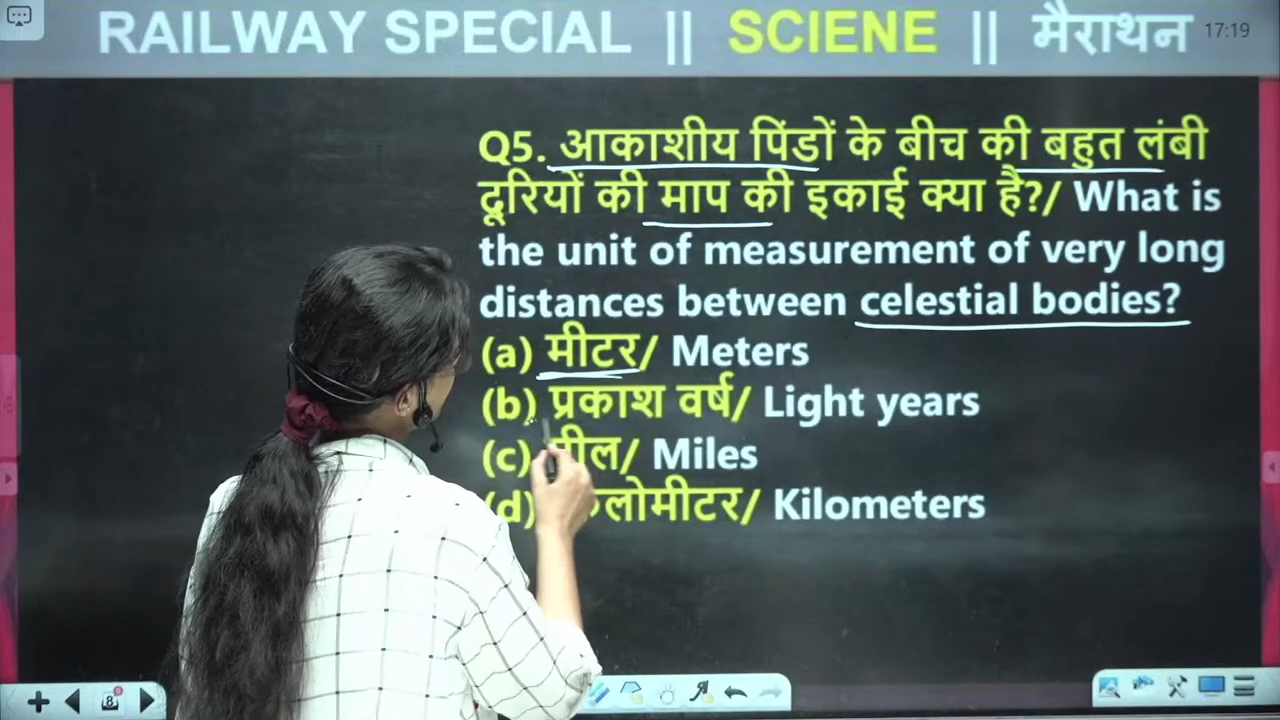 RAILWAY SPECIAL || SCIENE || मैराथन 17:19
Q5. आकाशीय पिंडों के बीच की बहुत लंबी
दूरियों की माप की इकाई क्या है?/ What is
the unit of measurement of very long
distances between celestial bodies?
(a) मीटर/ Meters
(b) प्रकाश वर्ष/ Light years
(c) / Miles
(d) / Kilometers
8